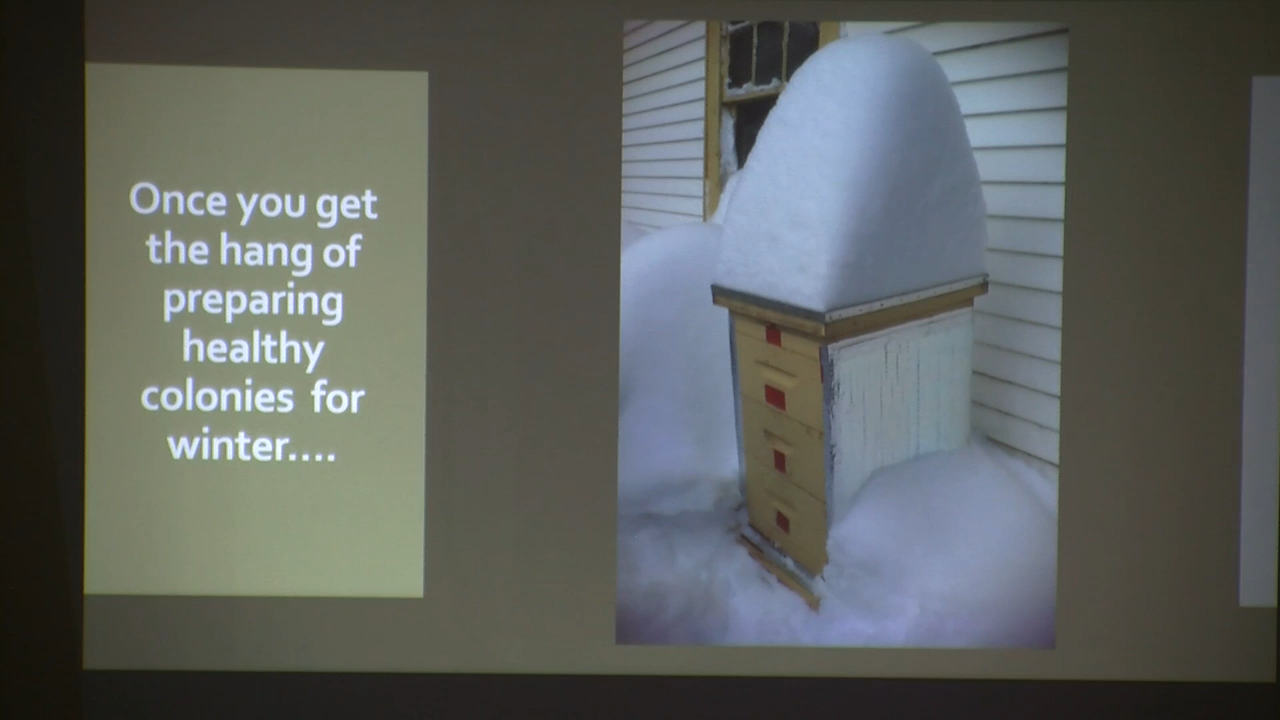 Once you get
the hang of
preparing
healthy
colonies  for
winter....